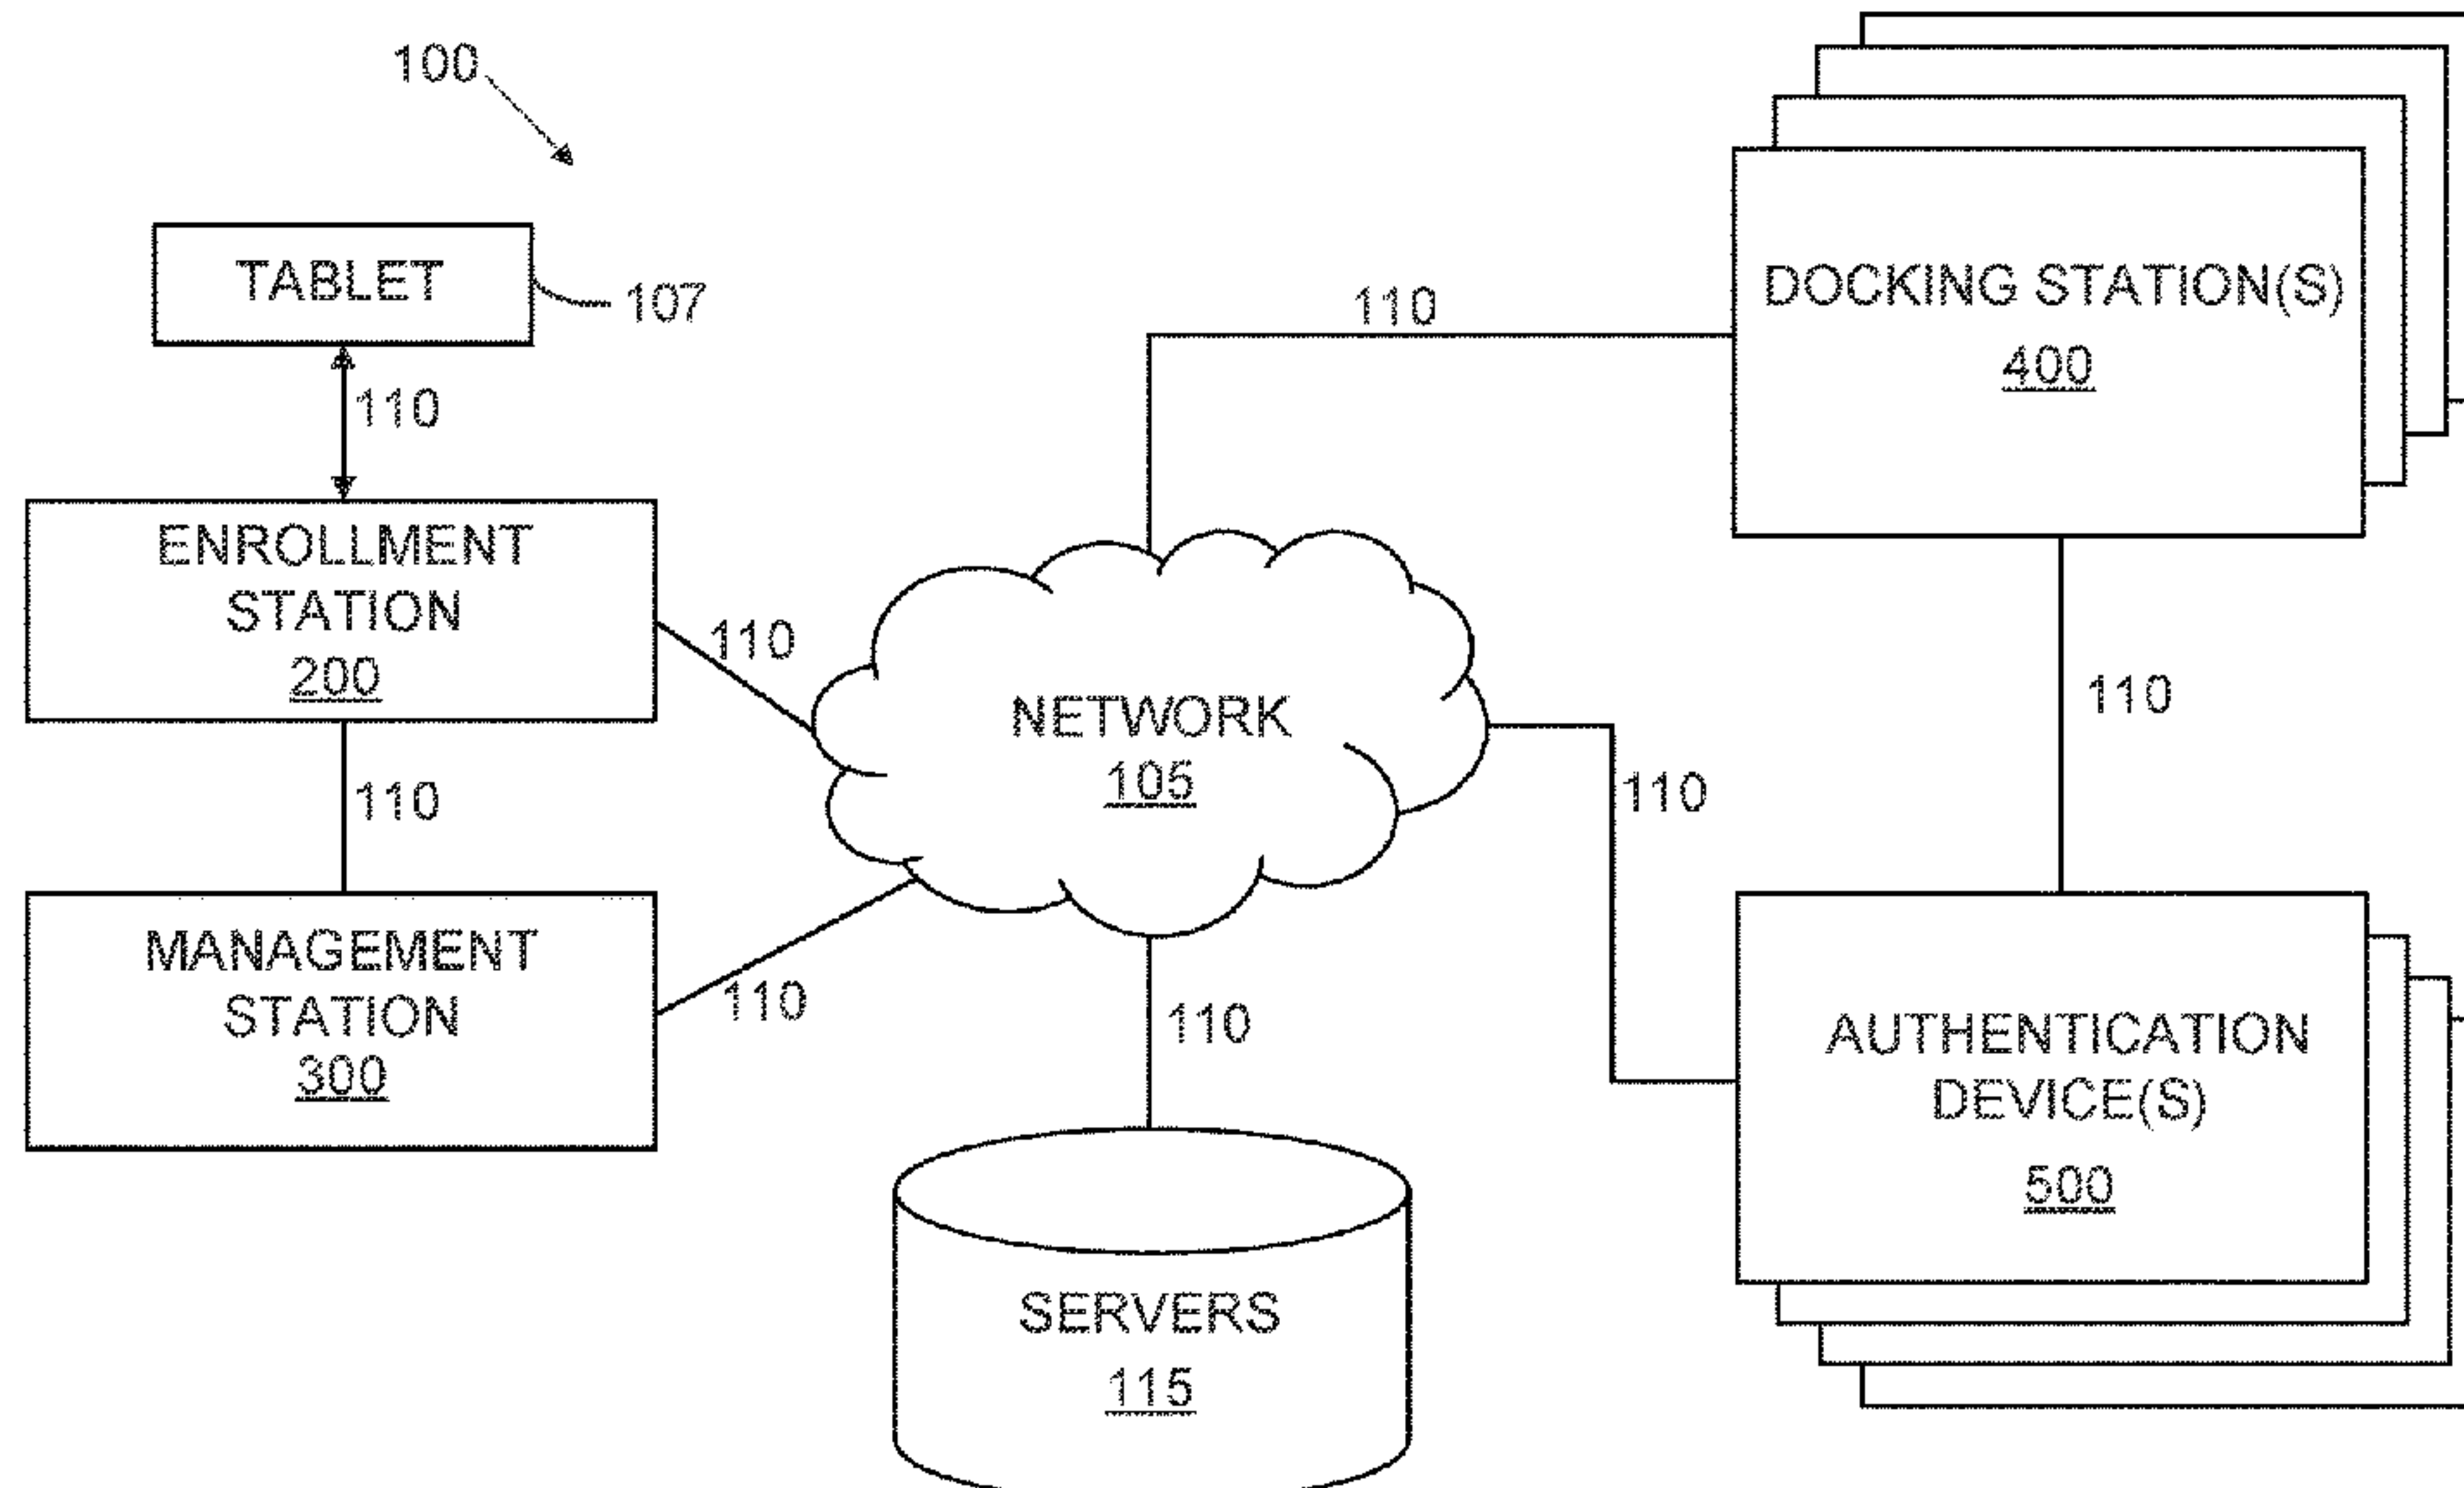 100
TABLET
107
110
ENROLLMENT
STATION
200
110
110
MANAGEMENT
STATION
300
110
NETWORK
105
110
SERVERS
115
110
DOCKING STATION(S)
400
110
110
AUTHENTICATION
DEVICE(S)
500